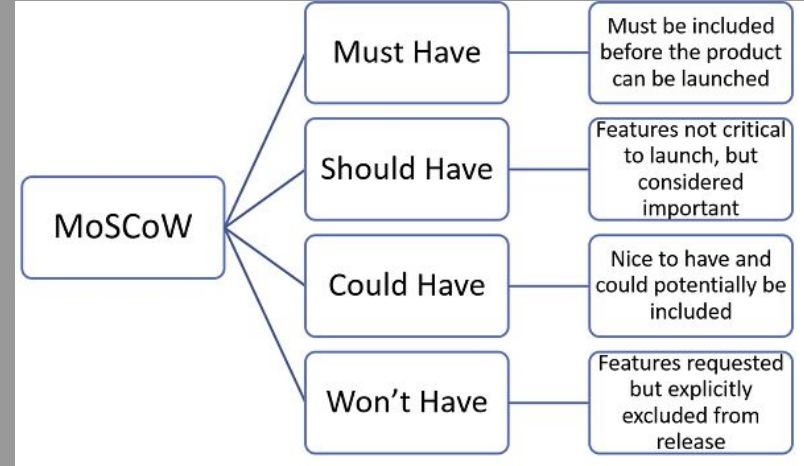 MoSCoW
Must Have
Must be included
before the product
can be launched
Should Have
Features not critical
to launch, but
considered
important
Could Have
Nice to have and
could potentially be
included
Won't Have
Features requested
but explicitly
excluded from
release